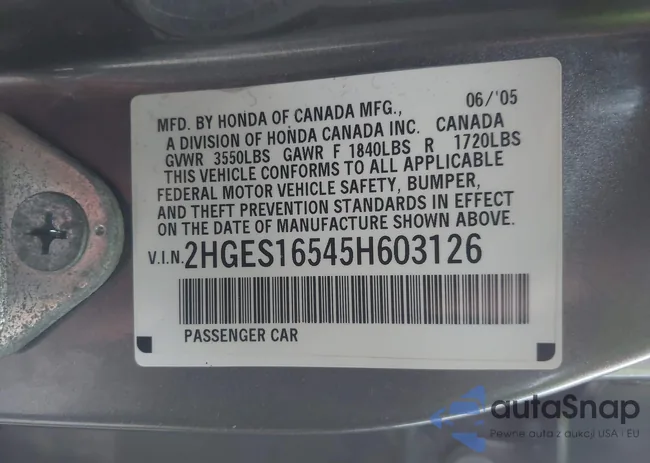 MFD. BY HONDA OF CANADA MFG., 06/'05
A DIVISION OF HONDA CANADA INC. CANADA
GVWR 3550LBS GAWR F 1840LBS R 1720LBS
THIS VEHICLE CONFORMS TO ALL APPLICABLE
FEDERAL MOTOR VEHICLE SAFETY, BUMPER,
AND THEFT PREVENTION STANDARDS IN EFFECT
ON THE DATE OF MANUFACTURE SHOWN ABOVE.
V.I.N. 2HGES16545H603126
PASSENGER CAR
autaSnap
Pewne auta z aukcji USA i EU